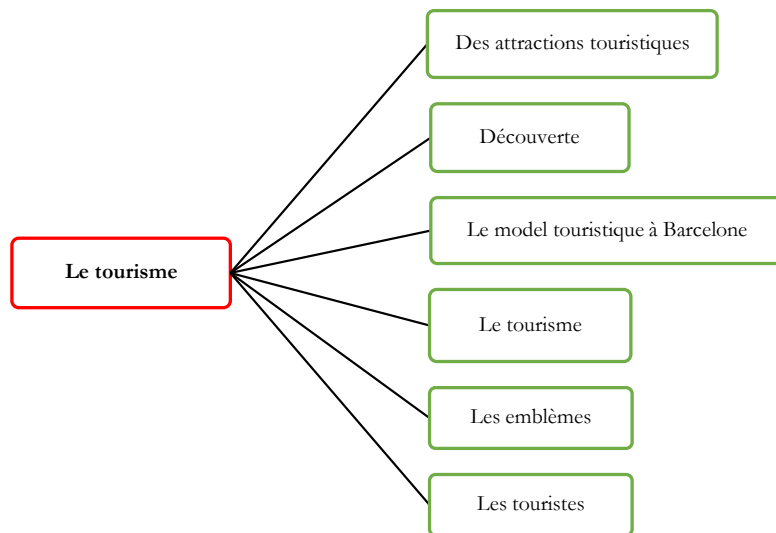 Des attractions touristiques
Découverte
Le model touristique à Barcelone
Le tourisme
Le tourisme
Les emblèmes
Les touristes